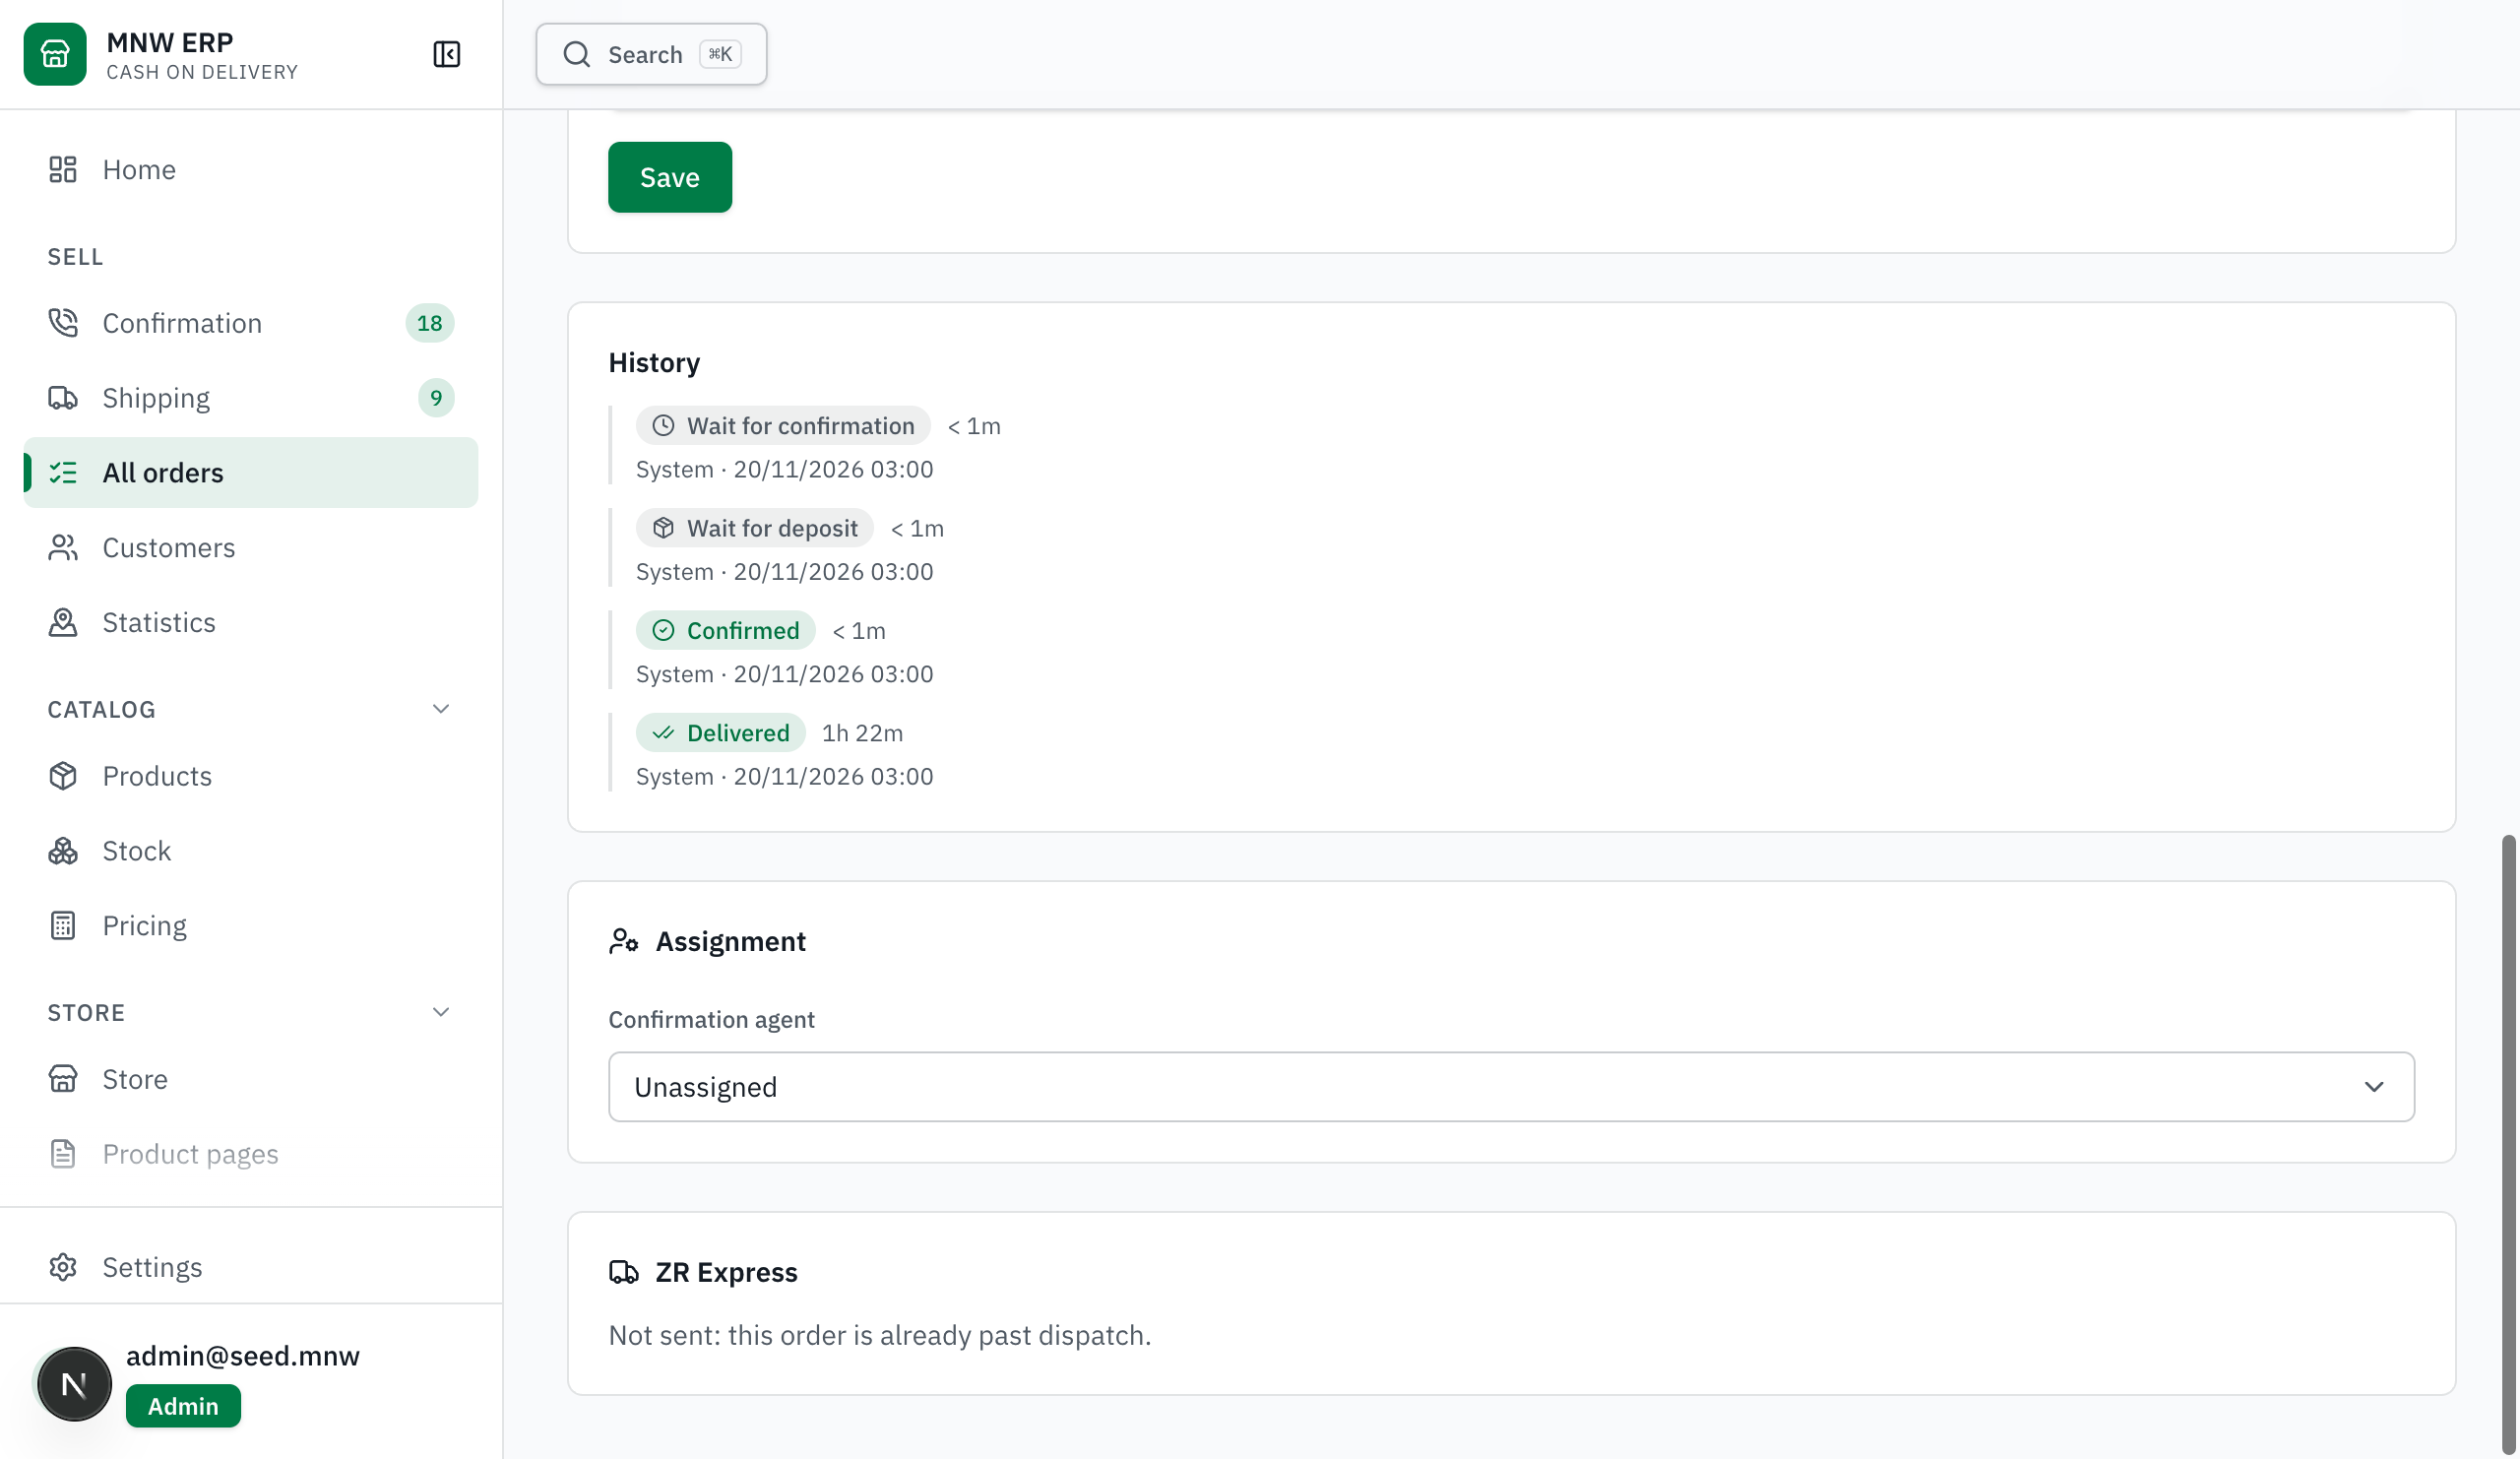 MNW ERP
CASH ON DELIVERY
Search ⌘K
Home
SELL
Confirmation 18
Shipping 9
All orders
Customers
Statistics
CATALOG
Products
Stock
Pricing
STORE
Store
Product pages
Settings
N
admin@seed.mnw
Admin
Save
History
Wait for confirmation < 1m
System · 20/11/2026 03:00
Wait for deposit < 1m
System · 20/11/2026 03:00
Confirmed < 1m
System · 20/11/2026 03:00
Delivered 1h 22m
System · 20/11/2026 03:00
Assignment
Confirmation agent
Unassigned
ZR Express
Not sent: this order is already past dispatch.